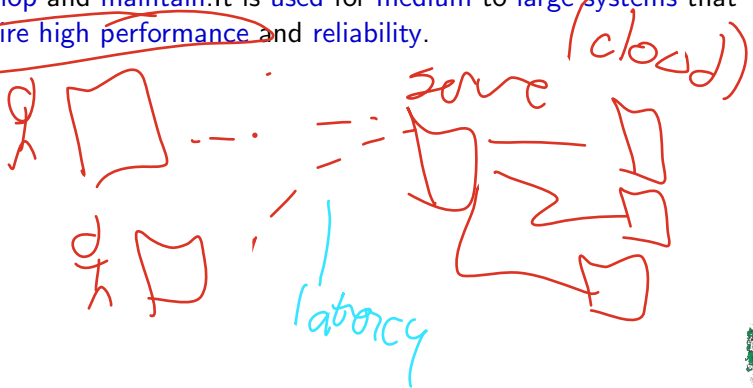 lop and maintain.It is used for medium to large systems that
ire high performance and reliability.
(cloud)
serve
latency